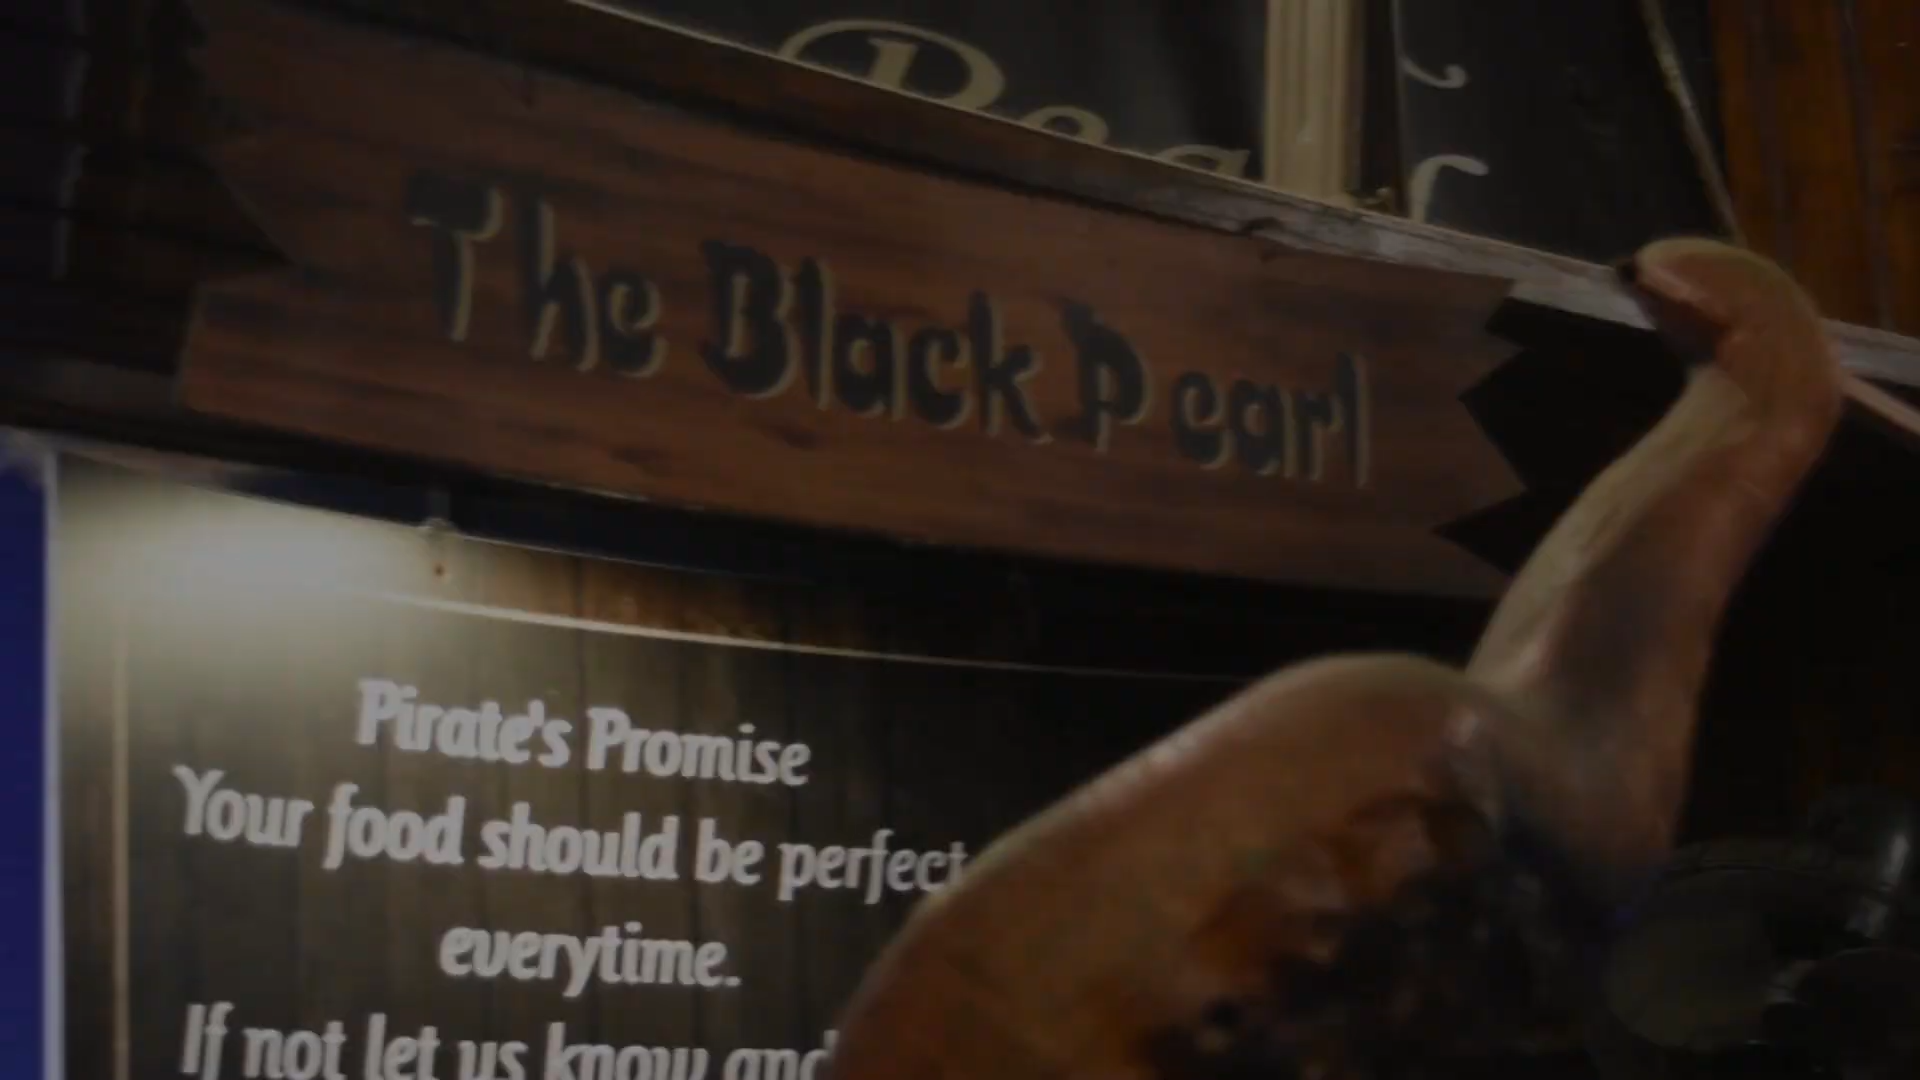 The Black Pearl
Pirate's Promise
Your food should be perfect
everytime.
If not let us know and